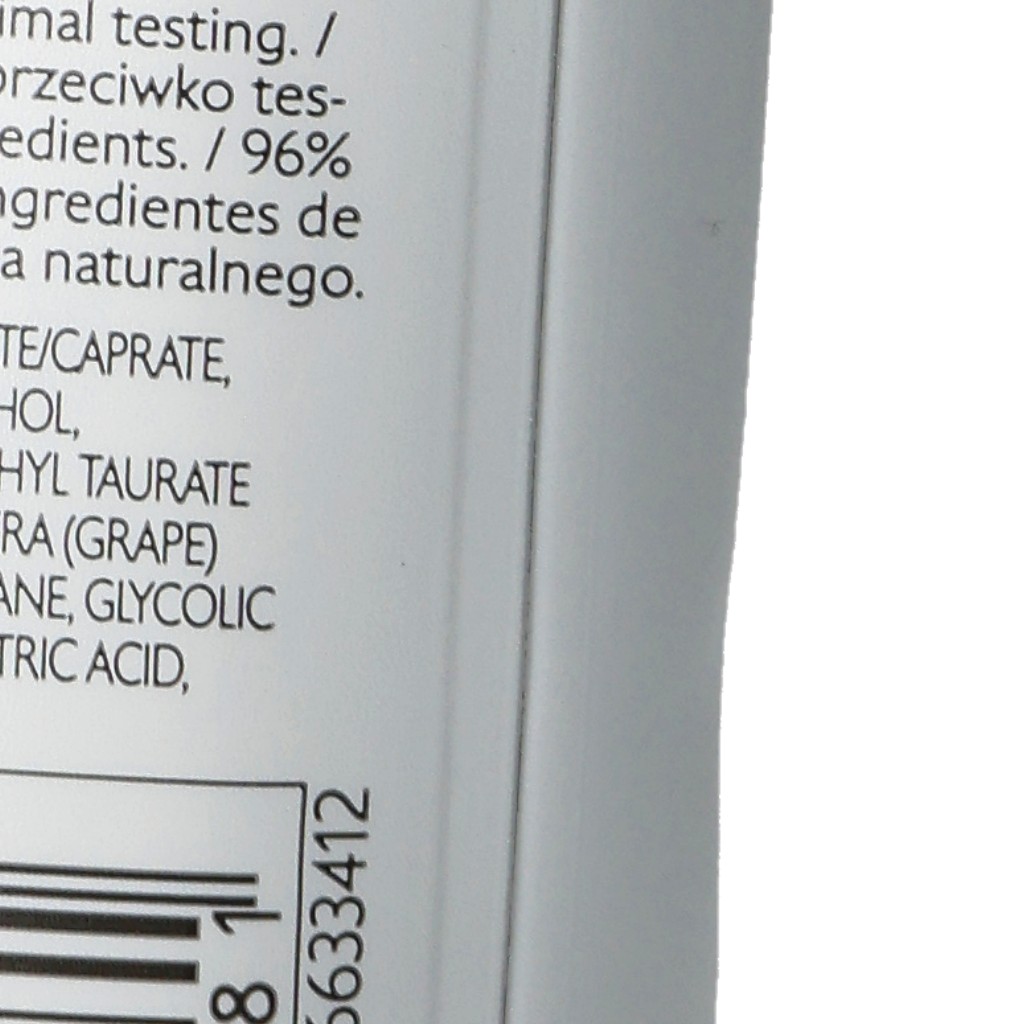 imal testing. /
przeciwko tes-
edients. / 96%
ngredientes de
a naturalnego.
TE/CAPRATE,
HOL,
HYL TAURATE
RA (GRAPE)
ANE, GLYCOLIC
TRIC ACID,
8 1
6633412